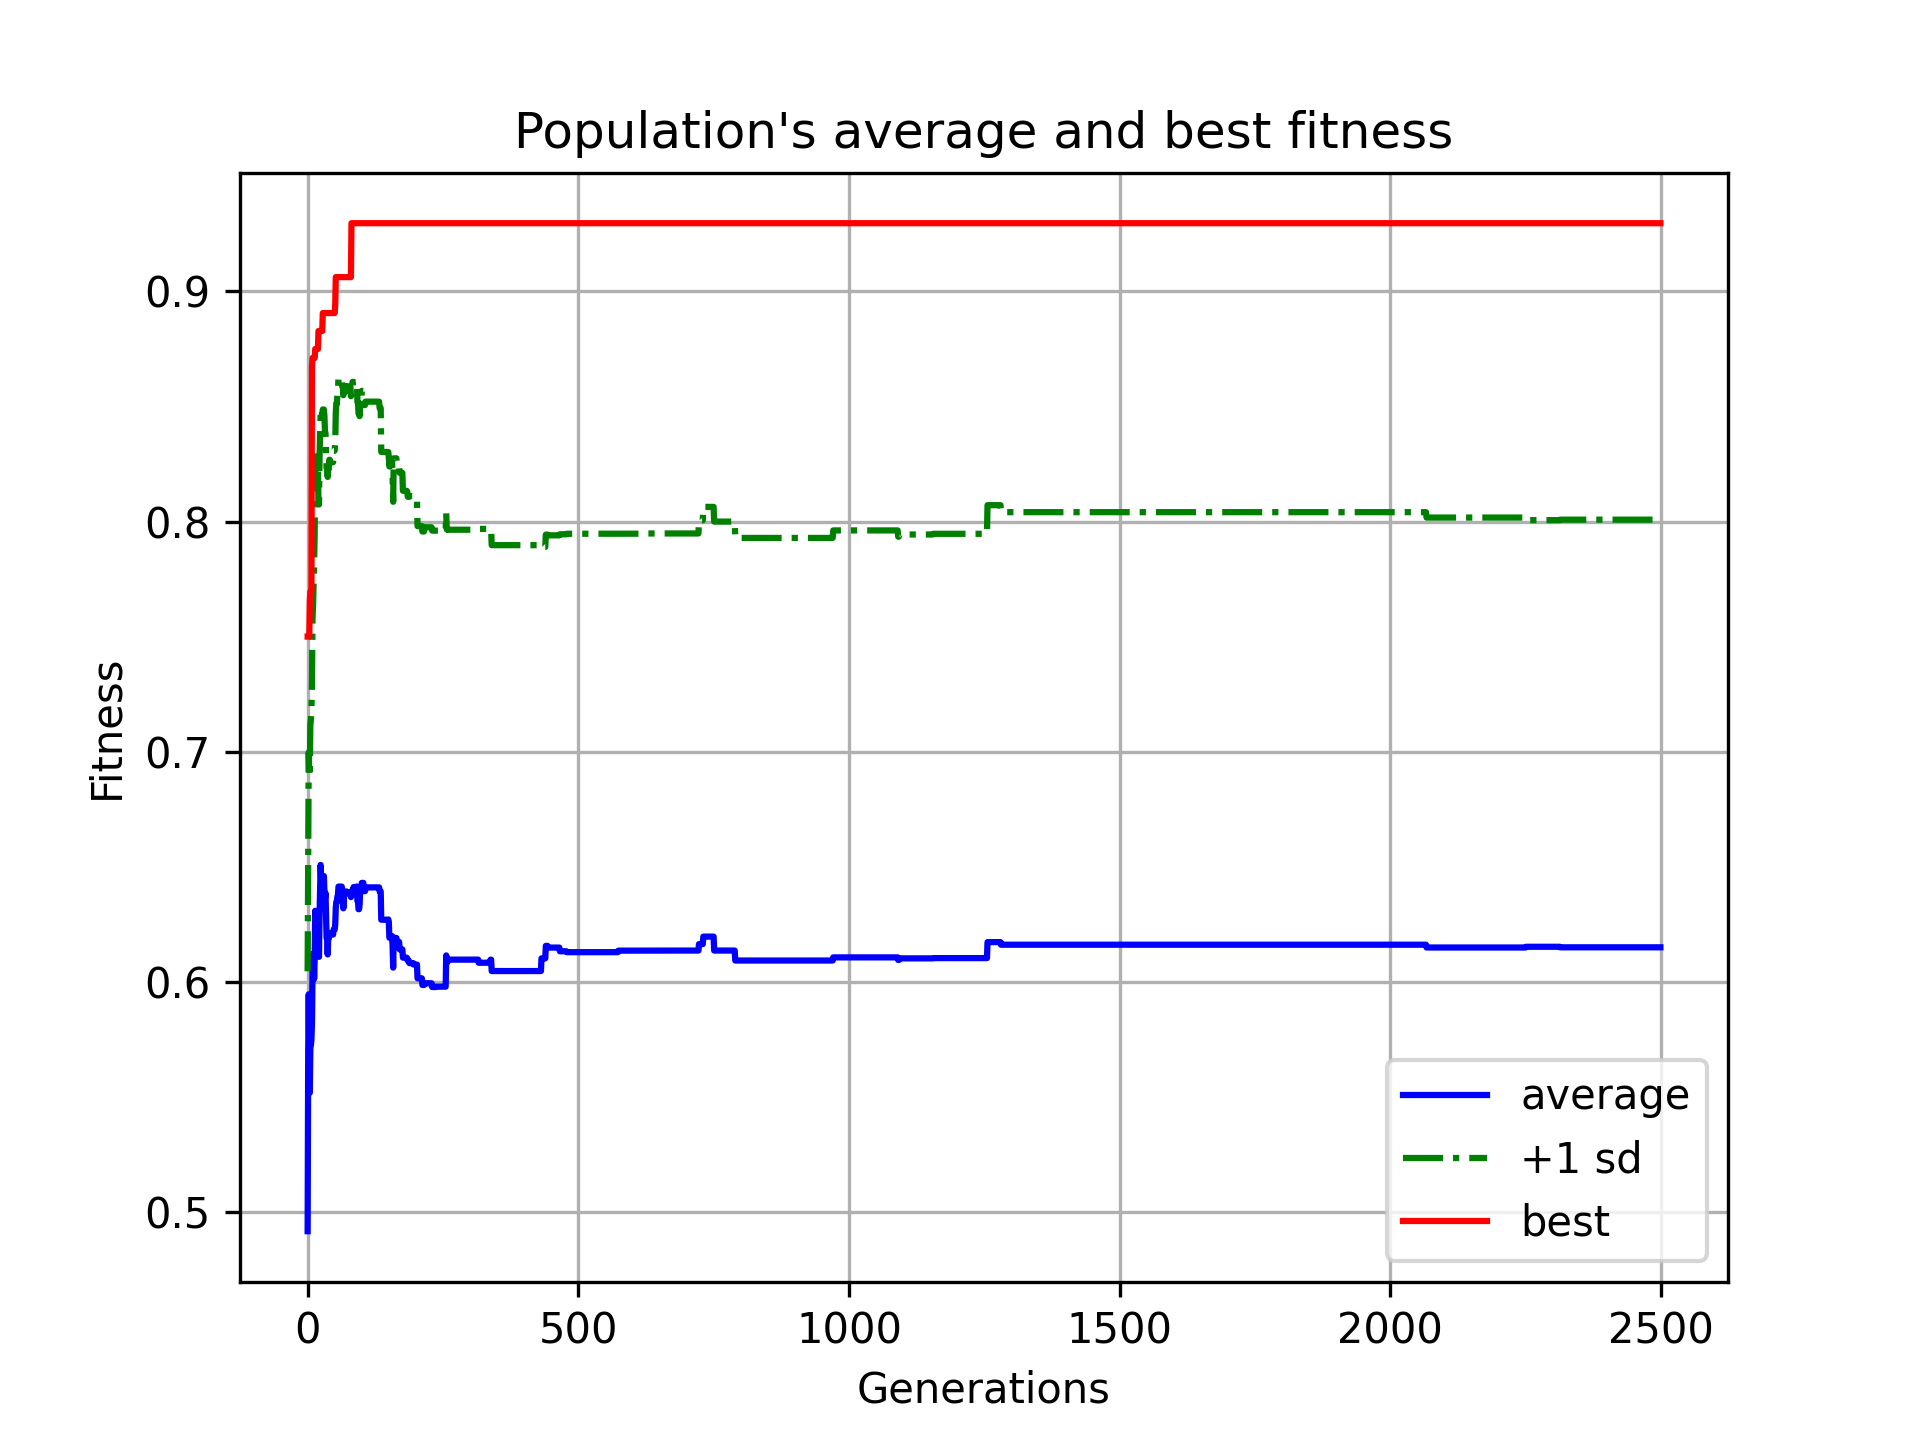 Population's average and best fitness
Fitness
0.9
0.8
0.7
0.6
0.5
0 500 1000 1500 2000 2500
Generations
average
+1 sd
best